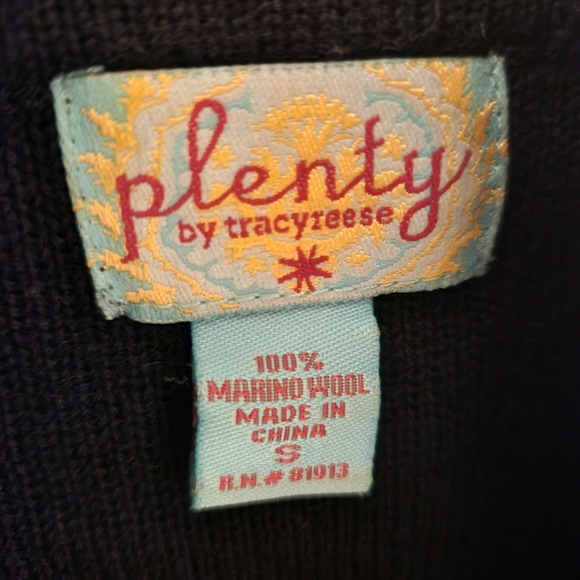 plenty
by tracyreese
100%
MARINO WOOL
MADE IN
CHINA
S
R.N.# 81913